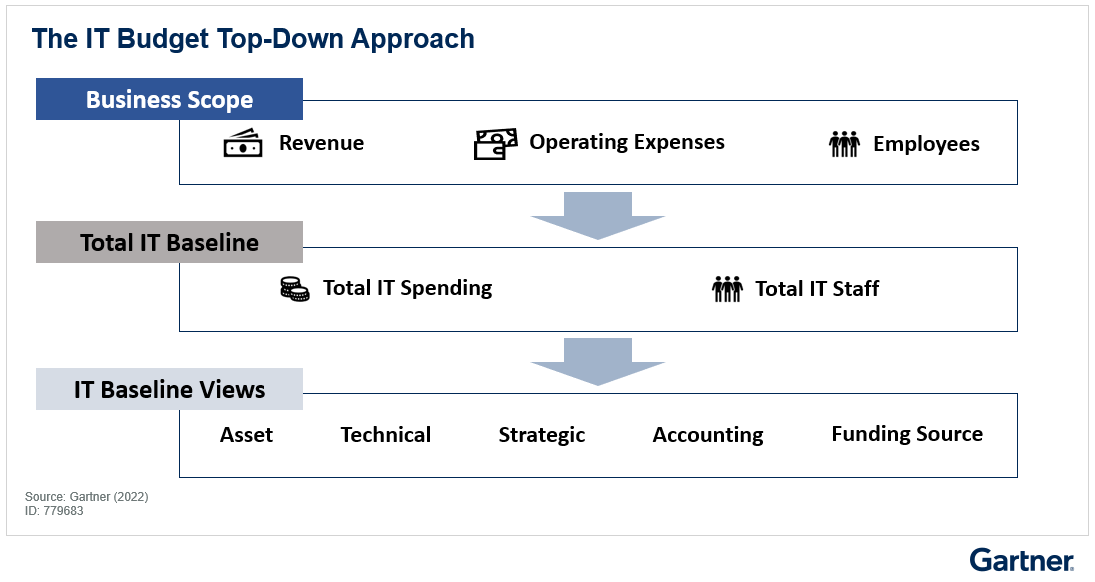 The IT Budget Top-Down Approach
Business Scope
Revenue
Operating Expenses
Employees
Total IT Baseline
Total IT Spending
Total IT Staff
IT Baseline Views
Asset
Technical
Strategic
Accounting
Funding Source
Source: Gartner (2022)
ID: 779683
Gartner